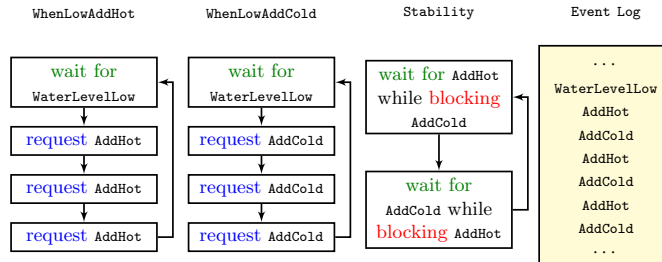 WhenLowAddHot
wait for
WaterLevelLow
request AddHot
request AddHot
request AddHot
WhenLowAddCold
wait for
WaterLevelLow
request AddCold
request AddCold
request AddCold
Stability
wait for AddHot
while blocking
AddCold
wait for
AddCold while
blocking AddHot
Event Log
...
WaterLevelLow
AddHot
AddCold
AddHot
AddCold
AddHot
AddCold
...